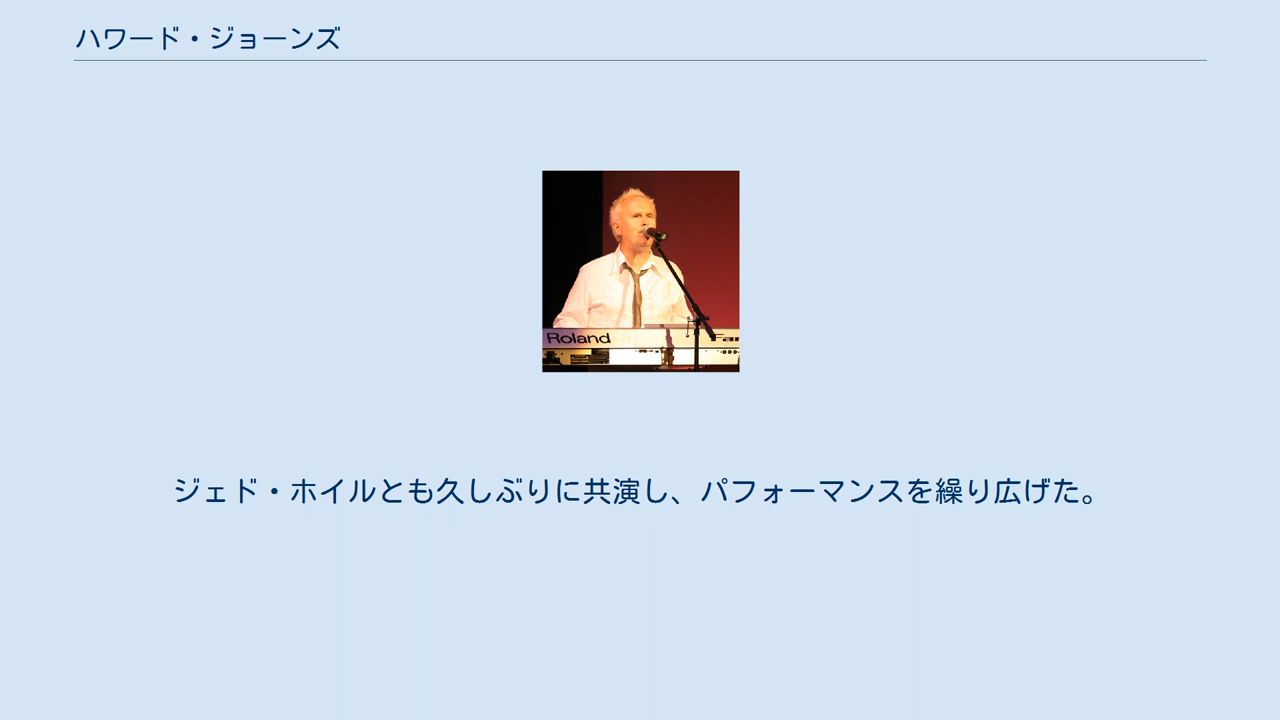 ハワード・ジョーンズ
Roland
ジェド・ホイルとも久しぶりに共演し、パフォーマンスを繰り広げた。